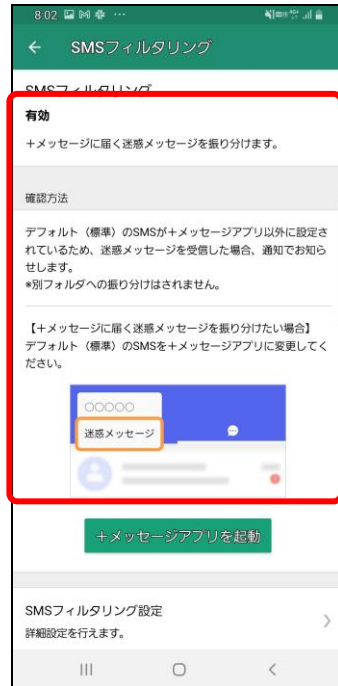 8:02
SMSフィルタリング
SMSフィルタリング
有効
+メッセージに届く迷惑メッセージを振り分けます。
確認方法
デフォルト（標準）のSMSが+メッセージアプリ以外に設定さ
れているため、迷惑メッセージを受信した場合、通知でお知ら
せします。
*別フォルダへの振り分けはされません。
【+メッセージに届く迷惑メッセージを振り分けたい場合】
デフォルト（標準）のSMSを+メッセージアプリに変更してく
ださい。
○○○○○
迷惑メッセージ
+メッセージアプリを起動
SMSフィルタリング設定
詳細設定を行えます。